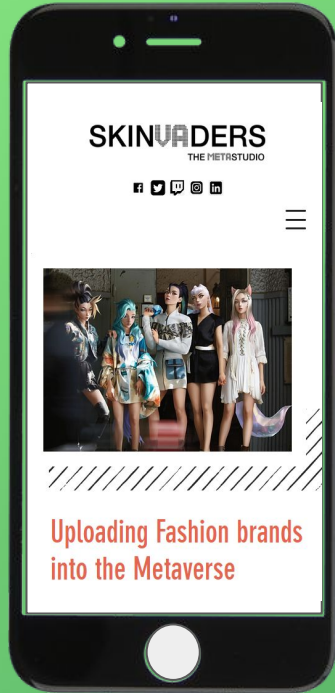 SKINVADERS
THE METASTUDIO
Uploading Fashion brands
into the Metaverse